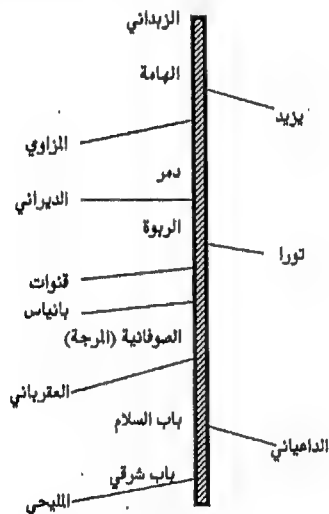 الزبداني
الهامة
يزيد
المزاوي
دمر
الديراني
الربوة
تورا
قنوات
بانياس
الصوفانية (المرجة)
العقرباني
باب السلام
الداعياني
باب شرقي
المليحي